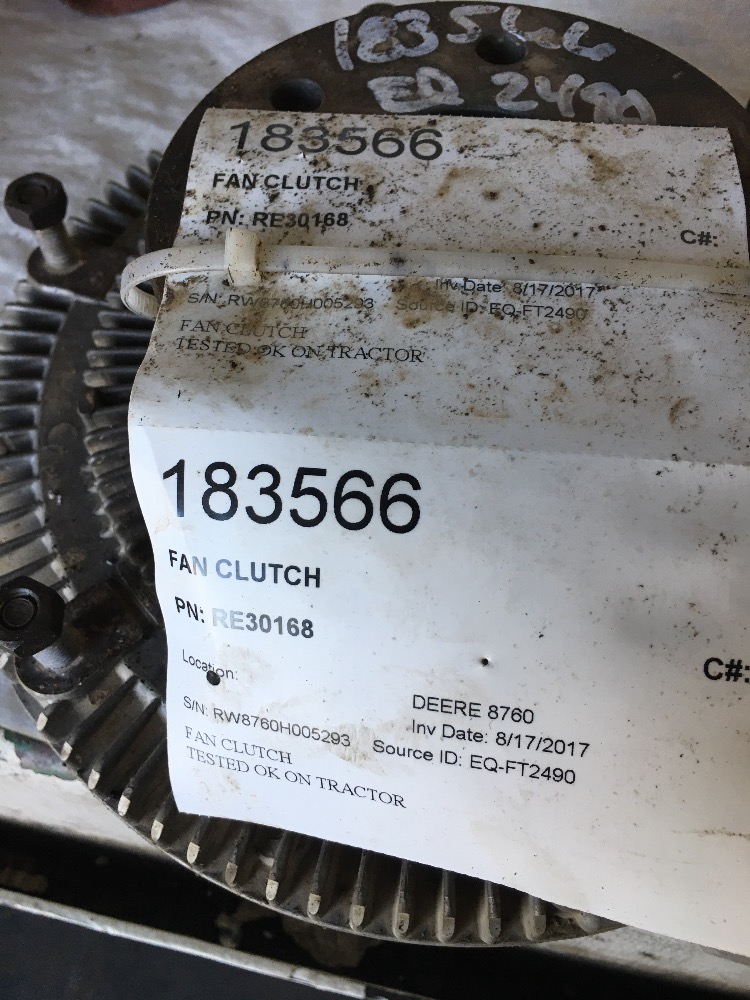 183566
EQ 2490
183566
FAN CLUTCH
PN: RE30168
C#:
Inv Date: 8/17/2017
S/N: RW8760H005293 Source ID: EQ-FT2490
FAN CLUTCH
TESTED OK ON TRACTOR
183566
FAN CLUTCH
PN: RE30168
C#:
Location:
DEERE 8760
Inv Date: 8/17/2017
S/N: RW8760H005293 Source ID: EQ-FT2490
FAN CLUTCH
TESTED OK ON TRACTOR